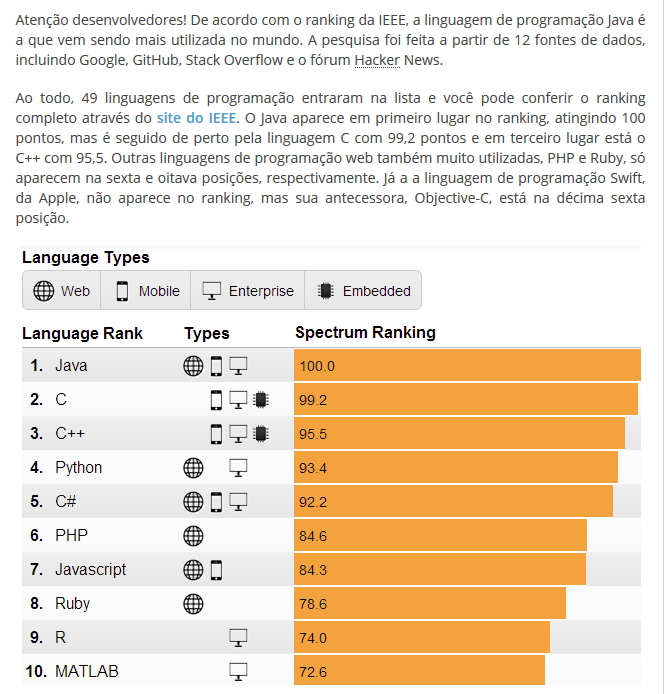 Atenção desenvolvedores! De acordo com o ranking da IEEE, a linguagem de programação Java é
a que vem sendo mais utilizada no mundo. A pesquisa foi feita a partir de 12 fontes de dados,
incluindo Google, GitHub, Stack Overflow e o fórum Hacker News.
Ao todo, 49 linguagens de programação entraram na lista e você pode conferir o ranking
completo através do site do IEEE. O Java aparece em primeiro lugar no ranking, atingindo 100
pontos, mas é seguido de perto pela linguagem C com 99,2 pontos e em terceiro lugar está o
C++ com 95,5. Outras linguagens de programação web também muito utilizadas, PHP e Ruby, só
aparecem na sexta e oitava posições, respectivamente. Já a a linguagem de programação Swift,
da Apple, não aparece no ranking, mas sua antecessora, Objective-C, está na décima sexta
posição.
Language Types
Web Mobile Enterprise Embedded
Language Rank Types Spectrum Ranking
1. Java 100.0
2. C 99.2
3. C++ 95.5
4. Python 93.4
5. C# 92.2
6. PHP 84.6
7. Javascript 84.3
8. Ruby 78.6
9. R 74.0
10. MATLAB 72.6